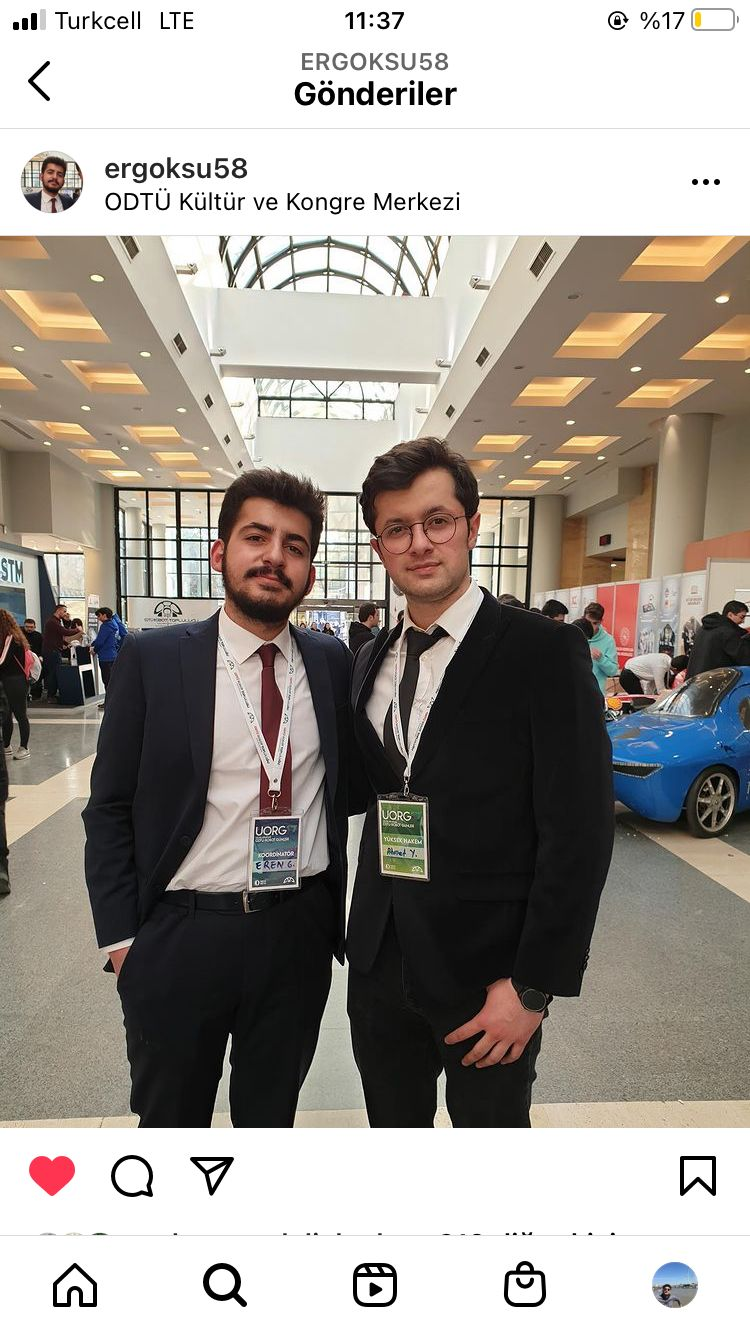 Turkcell LTE
11:37
%17
ERGOKSU58
Gönderiler
ergoksu58
ODTÜ Kültür ve Kongre Merkezi
STM
UORG
KOORDİNATÖR
EREN G.
UORG
YÜKSEK HAKEM
Ahmet Y.